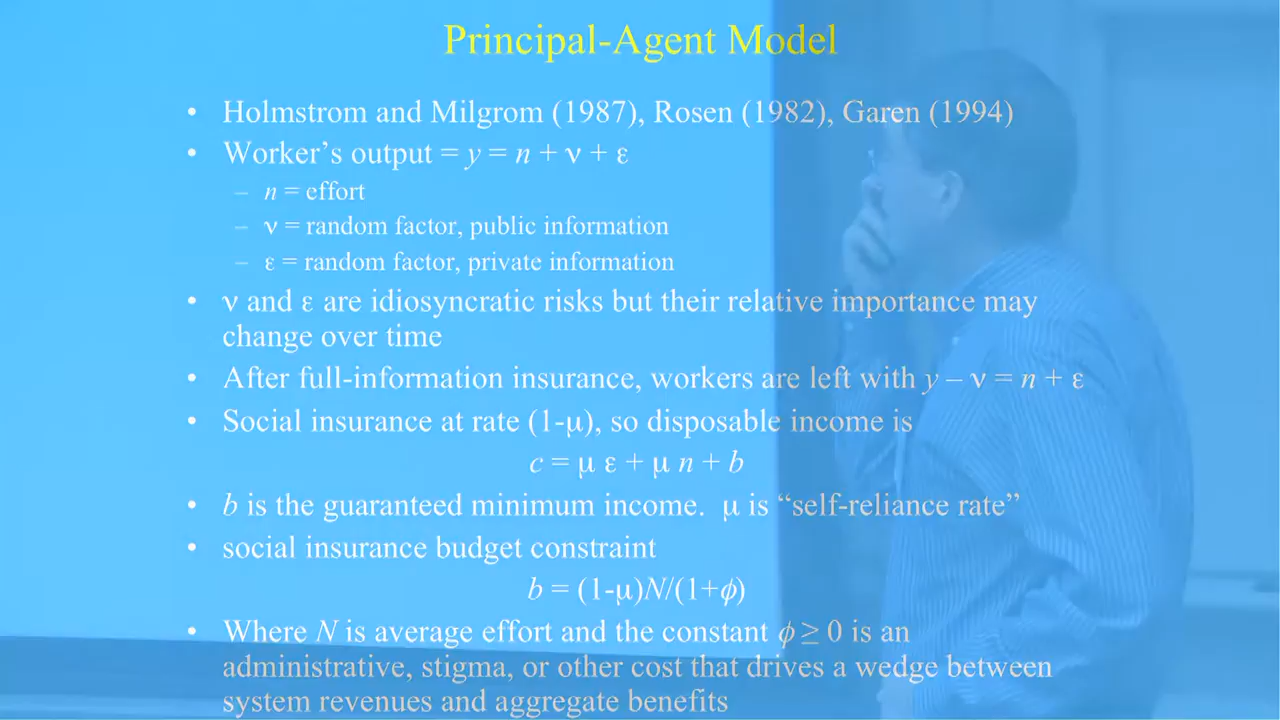 Principal-Agent Model
• Holmstrom and Milgrom (1987), Rosen (1982), Garen (1994)
• Worker's output = y = n + ν + ε
– n = effort
– ν = random factor, public information
– ε = random factor, private information
• ν and ε are idiosyncratic risks but their relative importance may
change over time
• After full-information insurance, workers are left with y – ν = n + ε
• Social insurance at rate (1-μ), so disposable income is
c = μ ε + μ n + b
• b is the guaranteed minimum income. μ is “self-reliance rate”
• social insurance budget constraint
b = (1-μ)N/(1+ϕ)
• Where N is average effort and the constant ϕ ≥ 0 is an
administrative, stigma, or other cost that drives a wedge between
system revenues and aggregate benefits